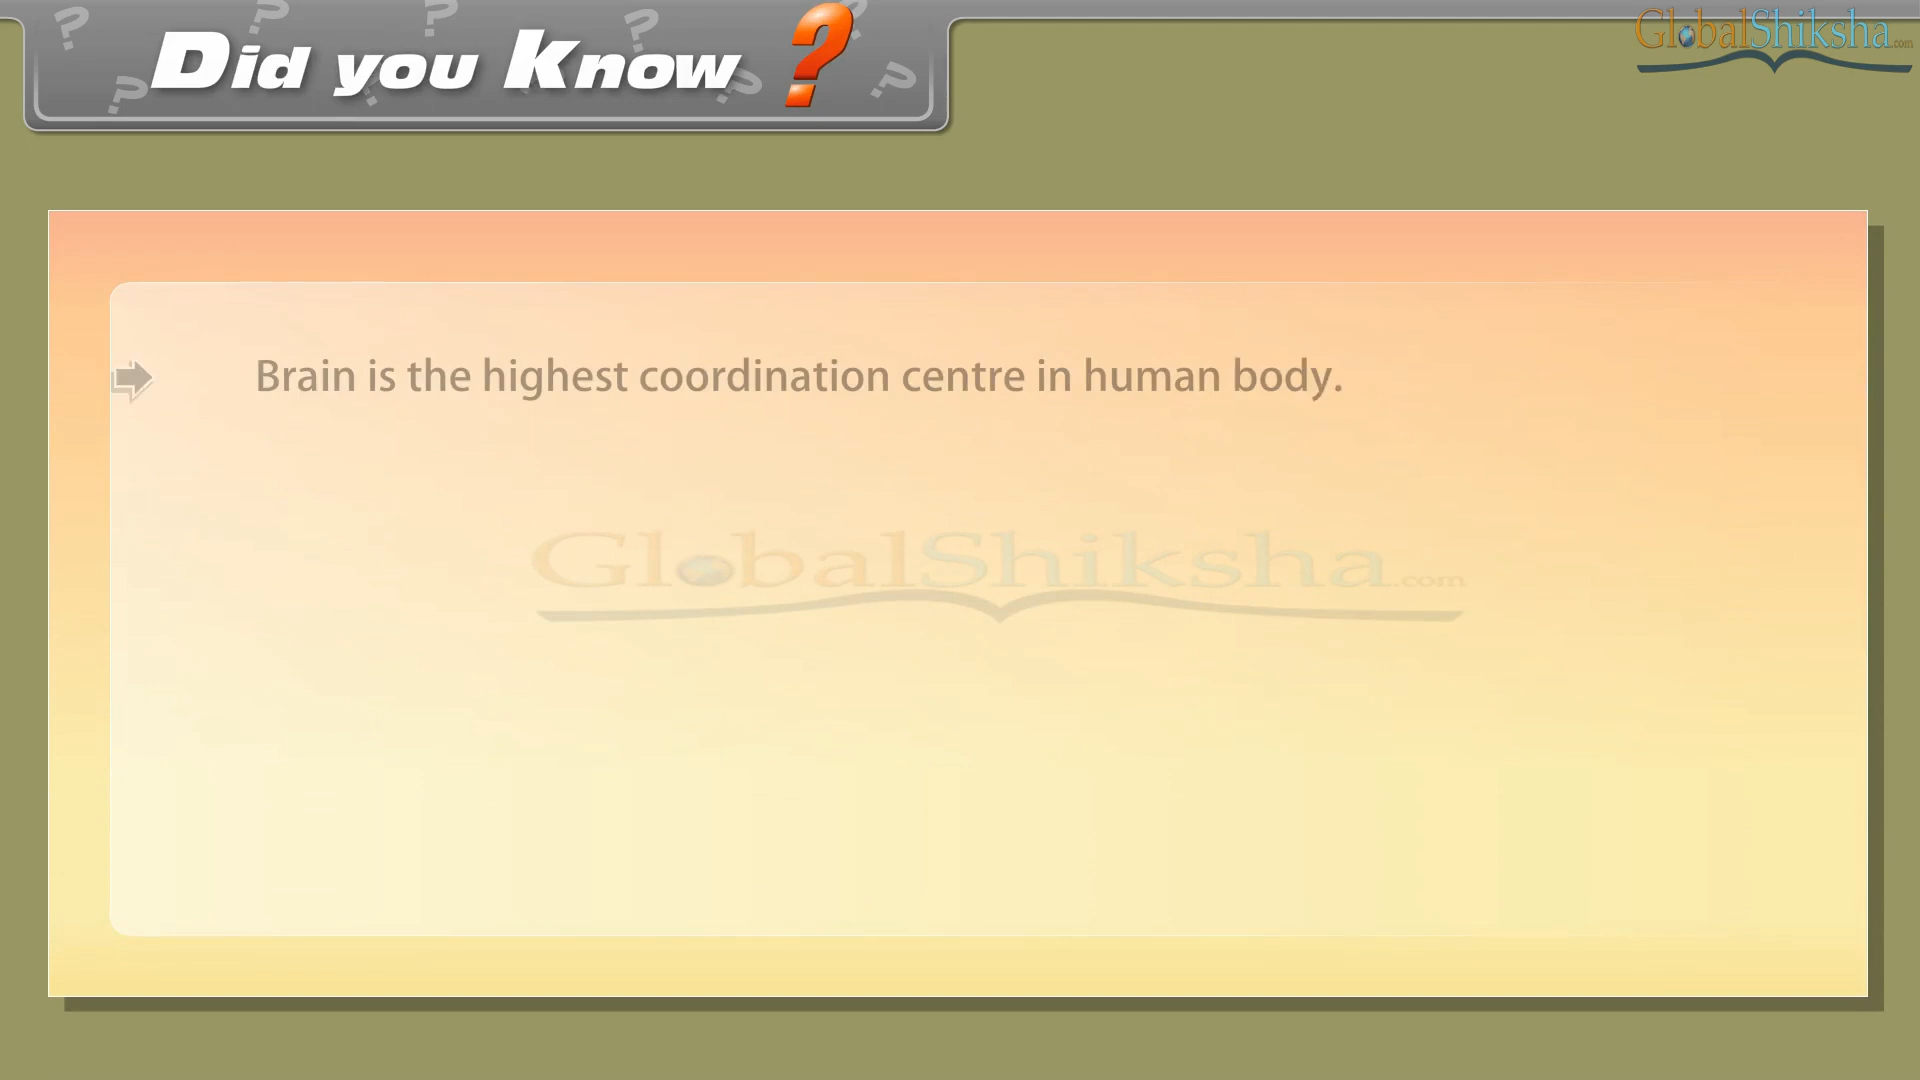 Did you Know ?
GlobalShiksha.com
Brain is the highest coordination centre in human body.
GlobalShiksha.com